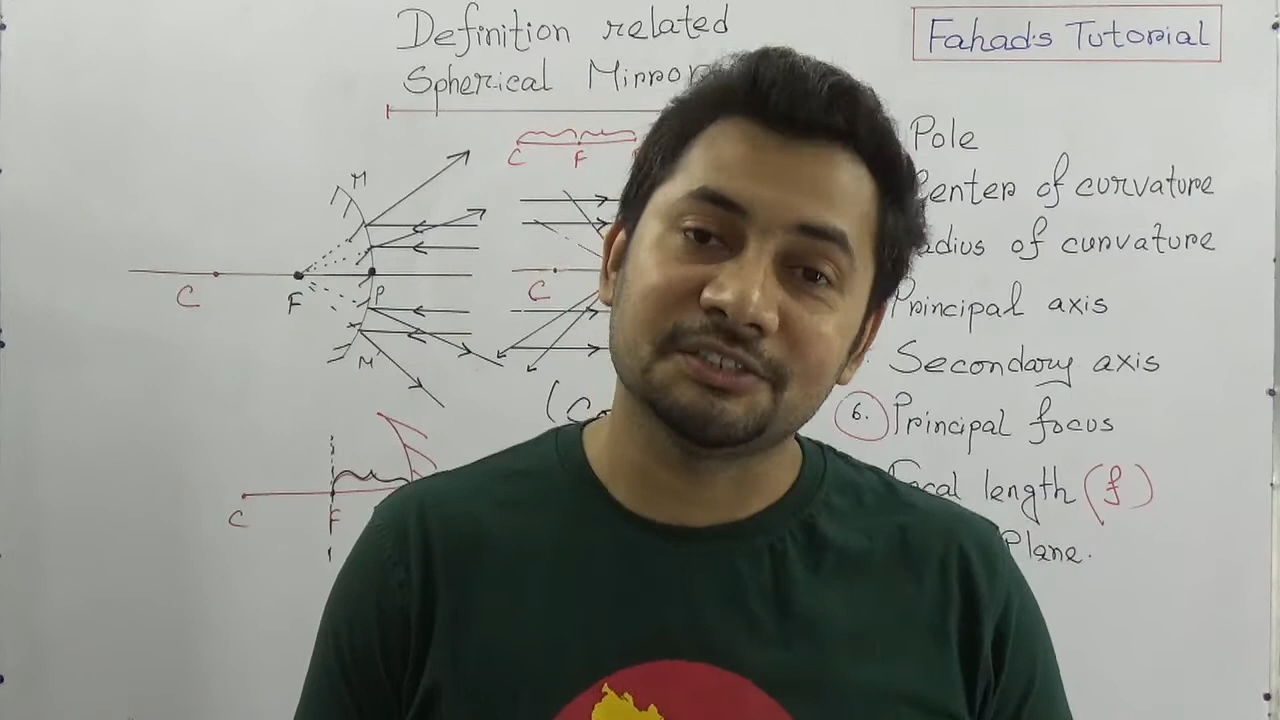 Definition related
Spherical Mirror
Fahad's Tutorial
Pole
Center of curvature
Radius of curvature
Principal axis
Secondary axis
6. Principal focus
Focal length (f)
Plane.
C F
M
C F P
M
C
C F